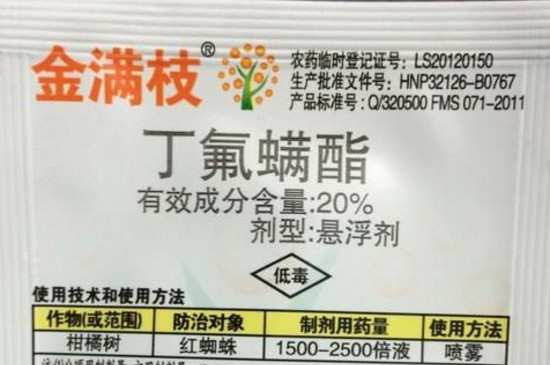 金满枝®
农药临时登记证号: LS20120150
生产批准文件号: HNP32126-B0767
产品标准号: Q/320500 FMS 071-2011
丁氟螨酯
有效成分含量:20%
剂型:悬浮剂
低毒
使用技术和使用方法
作物(或范围) 防治对象 制剂用药量 使用方法
柑橘树 红蜘蛛 1500-2500倍液 喷雾